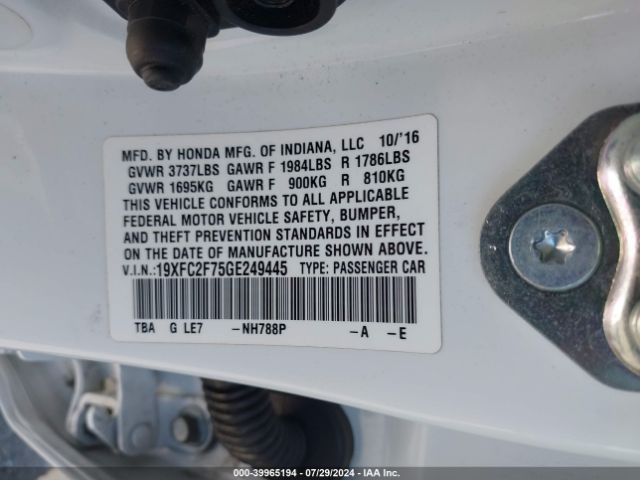 MFD. BY HONDA MFG. OF INDIANA, LLC 10/'16
GVWR 3737LBS GAWR F 1984LBS R 1786LBS
GVWR 1695KG GAWR F 900KG R 810KG
THIS VEHICLE CONFORMS TO ALL APPLICABLE
FEDERAL MOTOR VEHICLE SAFETY, BUMPER,
AND THEFT PREVENTION STANDARDS IN EFFECT
ON THE DATE OF MANUFACTURE SHOWN ABOVE.
V.I.N.:19XFC2F75GE249445 TYPE: PASSENGER CAR
TBA G LE7 -NH788P -A -E
000-39965194 / 07/29/2024 / IAA Inc.